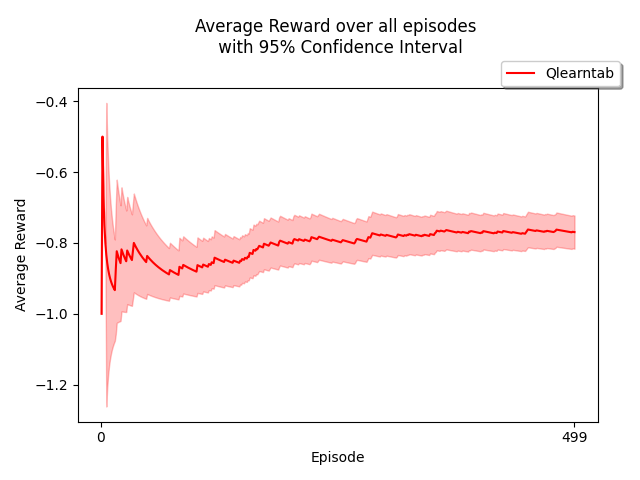 Average Reward over all episodes
with 95% Confidence Interval
Qlearntab
−0.4
−0.6
−0.8
−1.0
−1.2
Average Reward
0
499
Episode